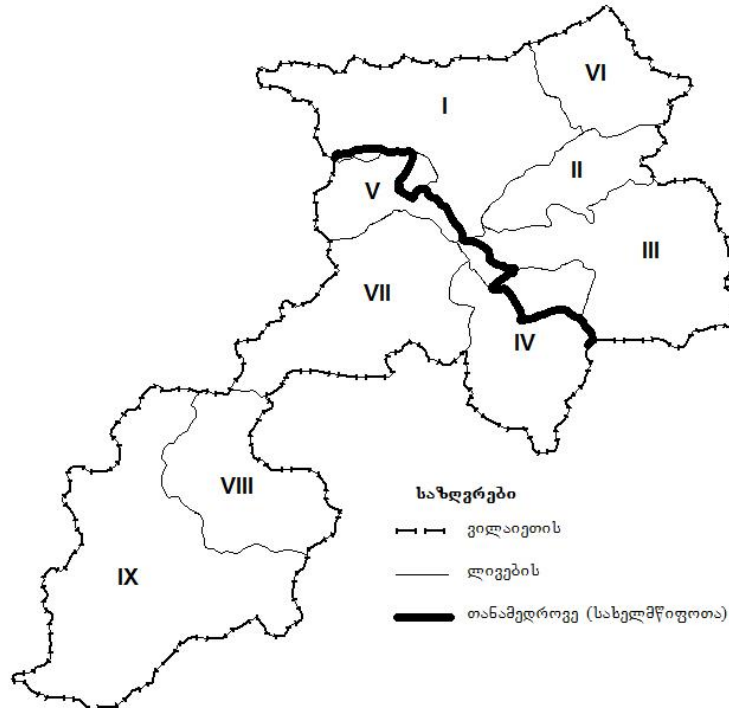 VI
I
II
V
III
VII
IV
VIII
IX
საზღვრები
ვილაიეთის
ლივების
თანამედროვე (სახელმწიფოთა)